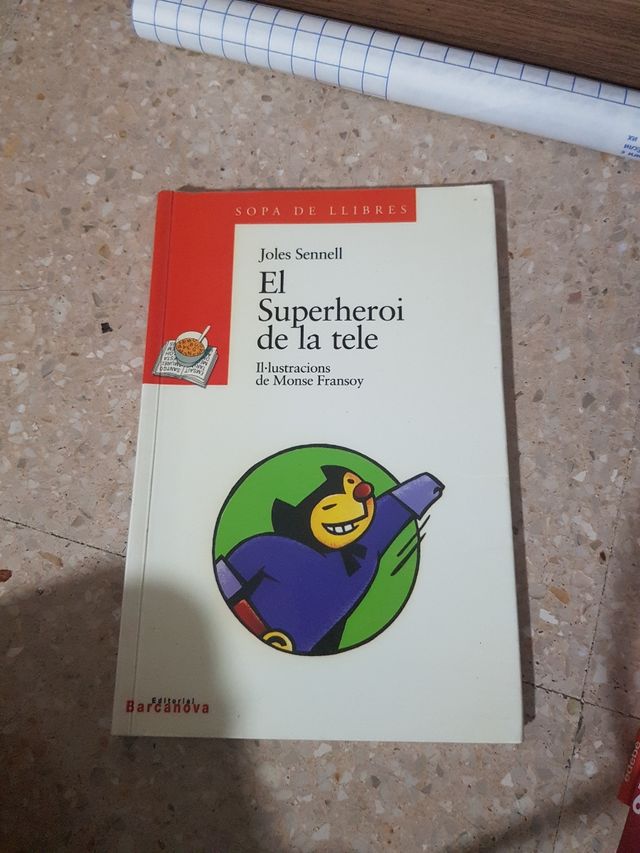 SOPA DE LLIBRES
Joles Sennell
El
Superheroi
de la tele
Il·lustracions
de Monse Fransoy
Editorial
Barcanova